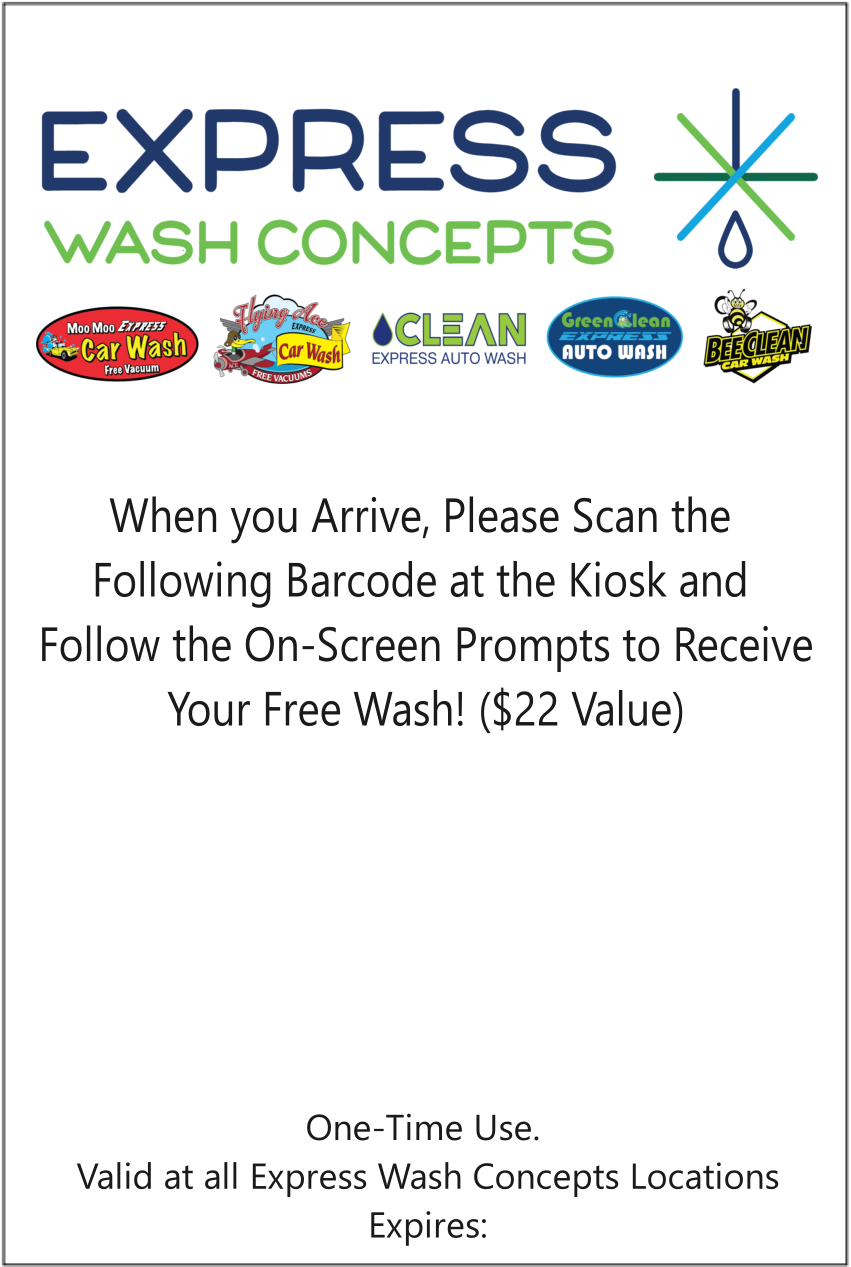 EXPRESS
WASH CONCEPTS
Moo Moo EXPRESS
Car Wash
Free Vacuum
Flying Ace
EXPRESS
Car Wash
ACE
FREE VACUUMS
CLEAN
EXPRESS AUTO WASH
Green Clean
EXPRESS
AUTO WASH
BEE CLEAN
CAR WASH
When you Arrive, Please Scan the
Following Barcode at the Kiosk and
Follow the On-Screen Prompts to Receive
Your Free Wash! ($22 Value)
One-Time Use.
Valid at all Express Wash Concepts Locations
Expires: